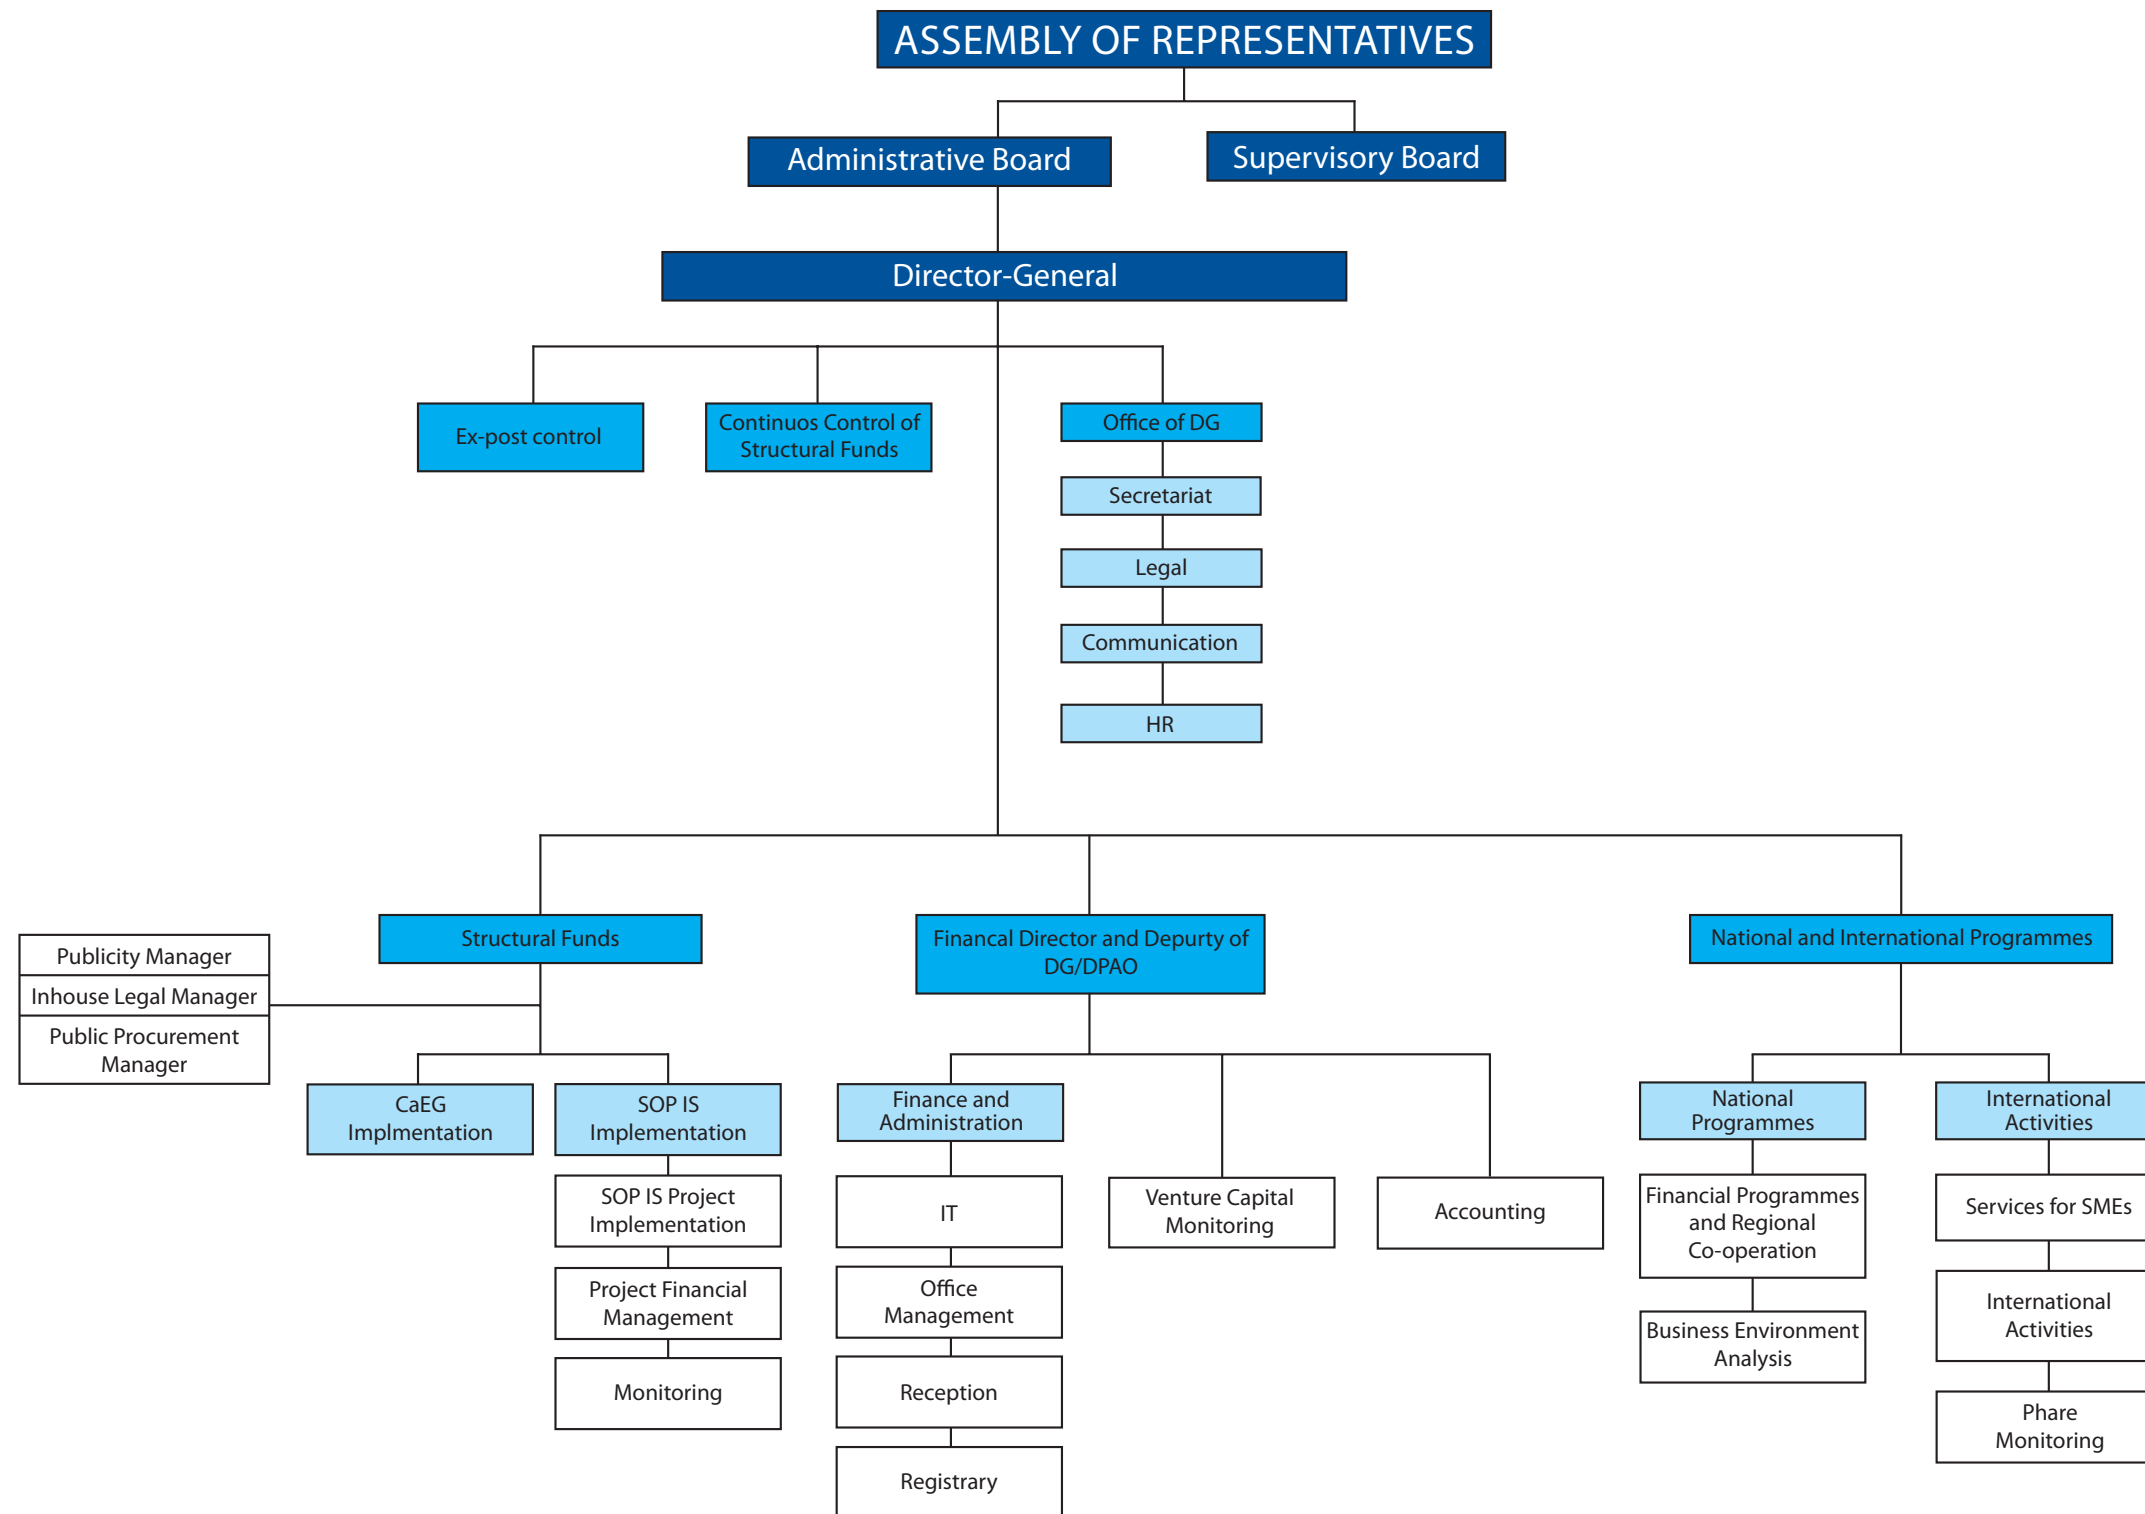 ASSEMBLY OF REPRESENTATIVES
Administrative Board
Supervisory Board
Director-General
Ex-post control
Continuos Control of
Structural Funds
Office of DG
Secretariat
Legal
Communication
HR
Structural Funds
Publicity Manager
Inhouse Legal Manager
Public Procurement
Manager
CaEG
Implmentation
SOP IS
Implementation
SOP IS Project
Implementation
Project Financial
Management
Monitoring
Financal Director and Depurty of
DG/DPAO
Finance and
Administration
IT
Office
Management
Reception
Registrary
Venture Capital
Monitoring
Accounting
National and International Programmes
National
Programmes
Financial Programmes
and Regional
Co-operation
Business Environment
Analysis
International
Activities
Services for SMEs
International
Activities
Phare
Monitoring